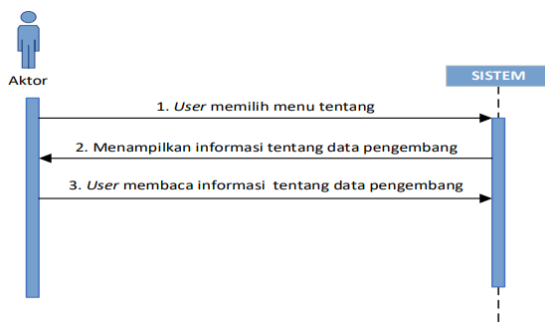 Aktor
SISTEM
1. User memilih menu tentang
2. Menampilkan informasi tentang data pengembang
3. User membaca informasi tentang data pengembang